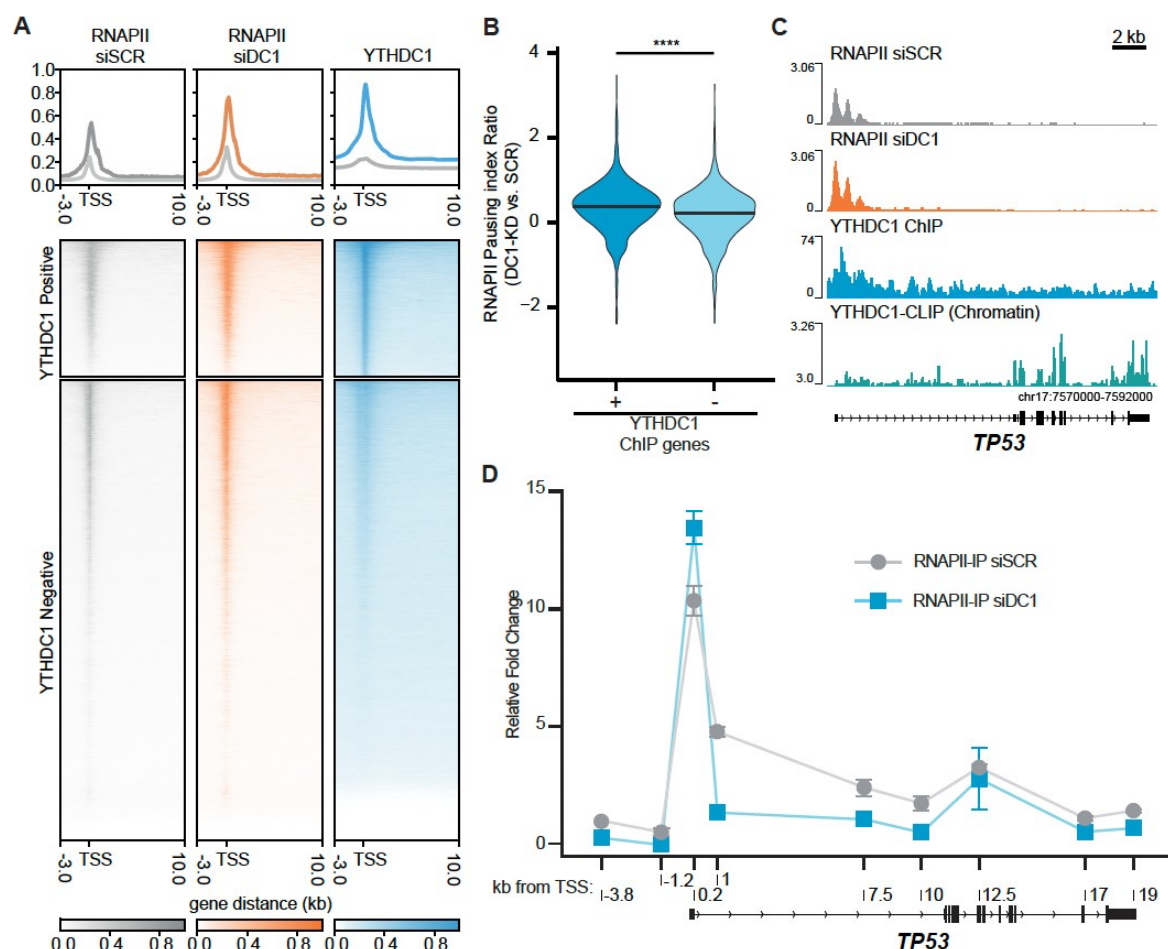 A
RNAPII
siSCR
RNAPII
siDC1
YTHDC1
1.0
0.8
0.6
0.4
0.2
0.0
-3.0
TSS
10.0
-3.0
TSS
10.0
-3.0
TSS
10.0
YTHDC1 Positive
YTHDC1 Negative
-3.0
TSS
10.0
-3.0
TSS
10.0
-3.0
TSS
10.0
gene distance (kb)
0.0 0.4 0.8
0.0 0.4 0.8
0.0 0.4 0.8
B
RNAPII Pausing index Ratio
(DC1-KD vs. SCR)
4
2
0
−2
****
+ -
YTHDC1
ChIP genes
C
2 kb
RNAPII siSCR
3.06
0
RNAPII siDC1
3.06
0
YTHDC1 ChIP
74
0
YTHDC1-CLIP (Chromatin)
3.26
3.0
chr17:7570000-7592000
TP53
D
Relative Fold Change
15
10
5
0
RNAPII-IP siSCR
RNAPII-IP siDC1
kb from TSS:
-3.8
-1.2
0.2
1
7.5
10
12.5
17
19
TP53